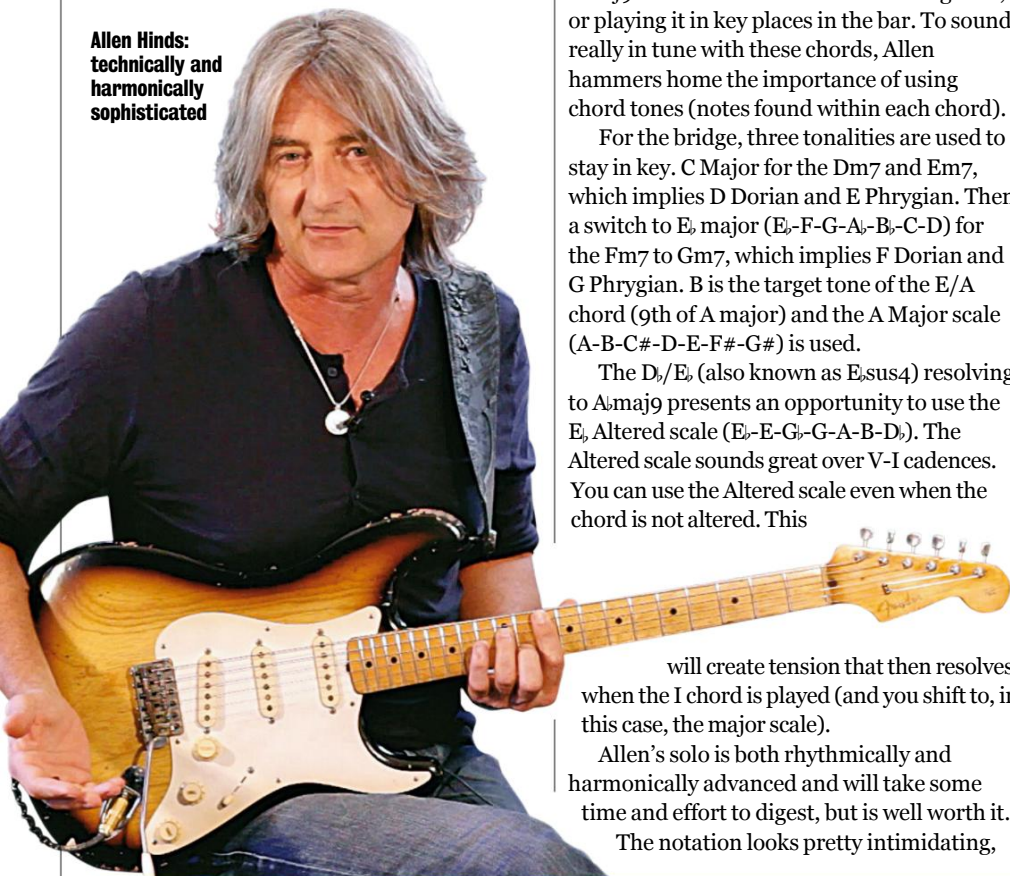 Allen Hinds:
technically and
harmonically
sophisticated
or playing it in key places in the bar. To sound
really in tune with these chords, Allen
hammers home the importance of using
chord tones (notes found within each chord).
For the bridge, three tonalities are used to
stay in key. C Major for the Dm7 and Em7,
which implies D Dorian and E Phrygian. Then
a switch to E♭ major (E♭-F-G-A♭-B♭-C-D) for
the Fm7 to Gm7, which implies F Dorian and
G Phrygian. B is the target tone of the E/A
chord (9th of A major) and the A Major scale
(A-B-C#-D-E-F#-G#) is used.
The D♭/E♭ (also known as E♭sus4) resolving
to A♭maj9 presents an opportunity to use the
E♭ Altered scale (E♭-E-G♭-G-A-B-D♭). The
Altered scale sounds great over V-I cadences.
You can use the Altered scale even when the
chord is not altered. This
will create tension that then resolves
when the I chord is played (and you shift to, in
this case, the major scale).
Allen's solo is both rhythmically and
harmonically advanced and will take some
time and effort to digest, but is well worth it.
The notation looks pretty intimidating,
Fender